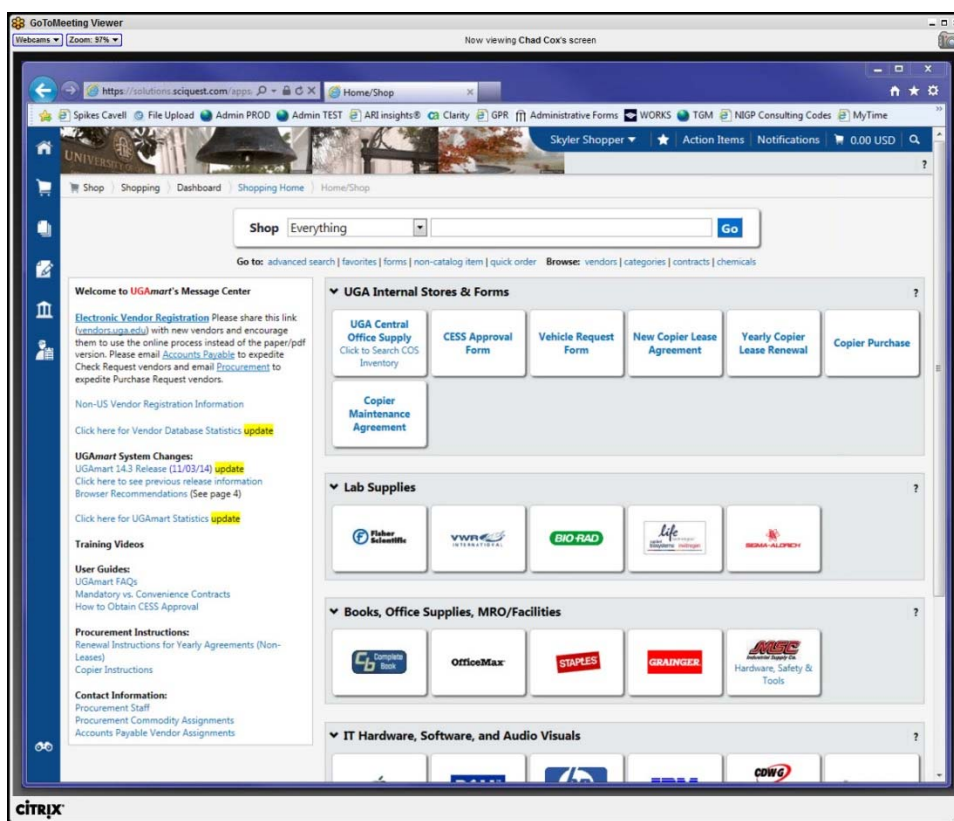 GoToMeeting Viewer
Webcams Zoom: 97% Now viewing Chad Cox's screen
https://solutions.sciquest.com/apps Home/Shop
Spikes Cavell File Upload Admin PROD Admin TEST ARI insights® Clarity GPR Administrative Forms WORKS TGM NIGP Consulting Codes MyTime
Skyler Shopper Action Items Notifications 0.00 USD
UNIVERSITY
?
Shop Shopping Dashboard Shopping Home Home/Shop
Shop Everything Go
Go to: advanced search | favorites | forms | non-catalog item | quick order Browse: vendors | categories | contracts | chemicals
Welcome to UGAmart's Message Center
Electronic Vendor Registration Please share this link
(vendors.uga.edu) with new vendors and encourage
them to use the online process instead of the paper/pdf
version. Please email Accounts Payable to expedite
Check Request vendors and email Procurement to
expedite Purchase Request vendors.
Non-US Vendor Registration Information
Click here for Vendor Database Statistics update
UGAmart System Changes:
UGAmart 14.3 Release (11/03/14) update
Click here to see previous release information
Browser Recommendations (See page 4)
Click here for UGAmart Statistics update
Training Videos
User Guides:
UGAmart FAQs
Mandatory vs. Convenience Contracts
How to Obtain CESS Approval
Procurement Instructions:
Renewal Instructions for Yearly Agreements (Non-
Leases)
Copier Instructions
Contact Information:
Procurement Staff
Procurement Commodity Assignments
Accounts Payable Vendor Assignments
UGA Internal Stores & Forms ?
UGA Central
Office Supply
Click to Search COS
Inventory
CESS Approval
Form
Vehicle Request
Form
New Copier Lease
Agreement
Yearly Copier
Lease Renewal
Copier Purchase
Copier
Maintenance
Agreement
Lab Supplies ?
Fisher
Scientific
VWR
INTERNATIONAL
BIO-RAD
life
SIGMA-ALDRICH
Books, Office Supplies, MRO/Facilities ?
Complete
Book
OfficeMax
STAPLES
GRAINGER
MSC
Industrial Supply Co.
Hardware, Safety &
Tools
IT Hardware, Software, and Audio Visuals ?
hp
CDWG
CITRIX